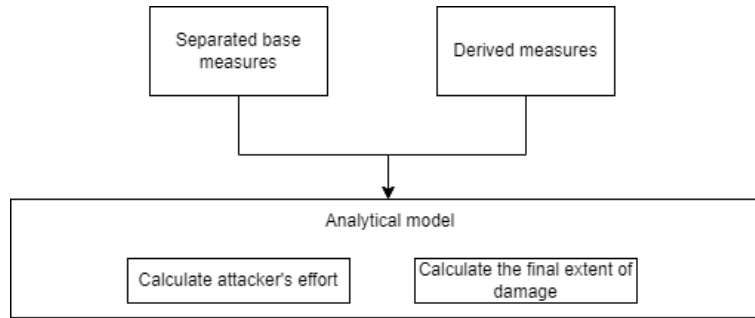 Separated base
measures
Derived measures
Analytical model
Calculate attacker's effort
Calculate the final extent of
damage